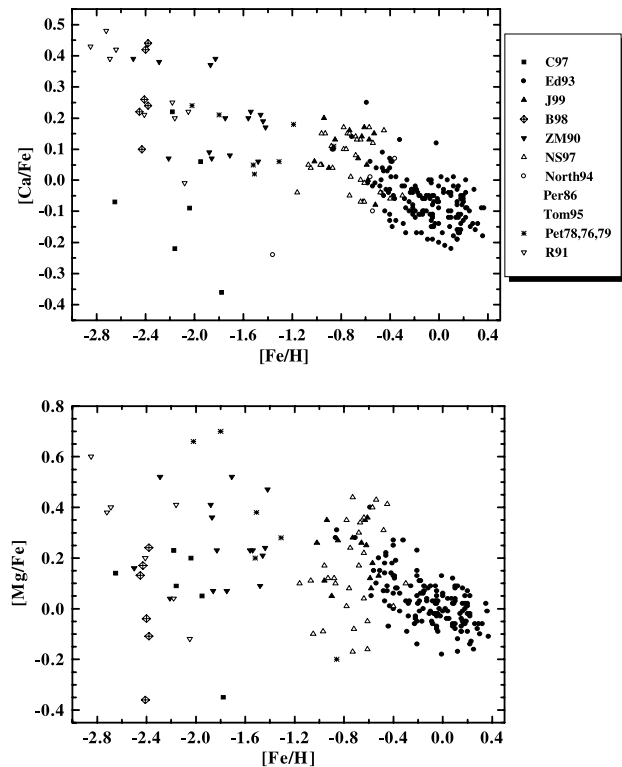 0.5
0.4
0.3
0.2
0.1
0.0
-0.1
-0.2
-0.3
-0.4
[Ca/Fe]
-2.8 -2.4 -2.0 -1.6 -1.2 -0.8 -0.4 0.0 0.4
[Fe/H]
C97
Ed93
J99
B98
ZM90
NS97
North94
Per86
Tom95
Pet78,76,79
R91
0.8
0.6
0.4
0.2
0.0
-0.2
-0.4
[Mg/Fe]
-2.8 -2.4 -2.0 -1.6 -1.2 -0.8 -0.4 0.0 0.4
[Fe/H]